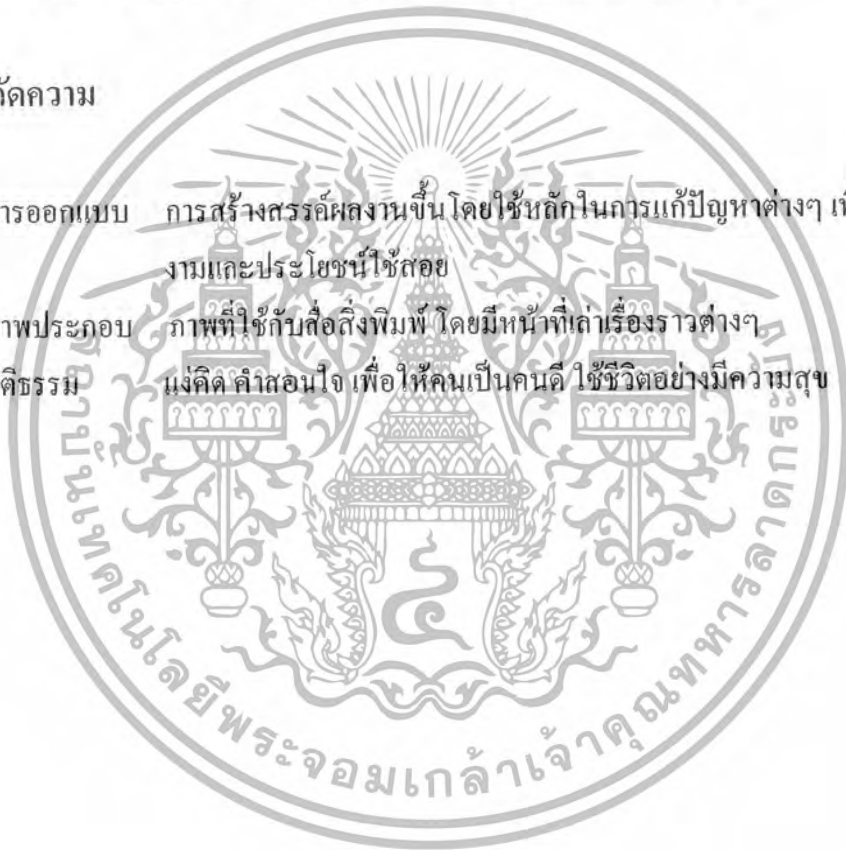 ัดความ
ารออกแบบ การสร้างสรรค์ผลงานขึ้นโดยใช้หลักในการแก้ปัญหาต่างๆ
งามและประโยชน์ใช้สอย
าพประกอบ ภาพที่ใช้กับสื่อสิ่งพิมพ์ โดยมีหน้าที่เล่าเรื่องราวต่างๆ
ติธรรม แง่คิด คำสอนใจ เพื่อให้คนเป็นคนดี ใช้ชีวิตอย่างมีความสุข
สถาบันเทคโนโลยีพระจอมเกล้าเจ้าคุณทหารลาดกระบัง
๔